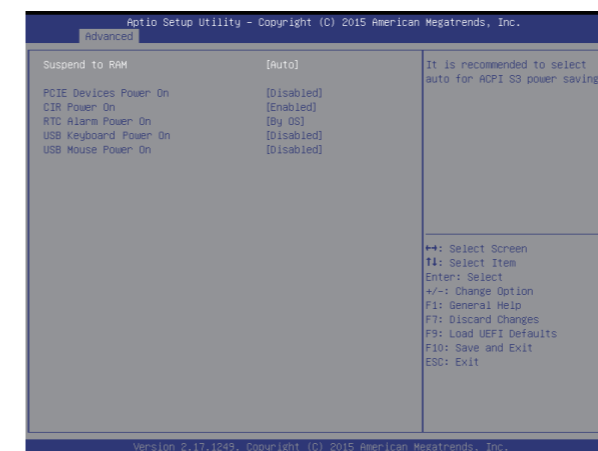 Aptio Setup Utility – Copyright (C) 2015 American Megatrends, Inc.
Advanced
Suspend to RAM [Auto]
PCIE Devices Power On [Disabled]
CIR Power On [Enabled]
RTC Alarm Power On [By OS]
USB Keyboard Power On [Disabled]
USB Mouse Power On [Disabled]
It is recommended to select
auto for ACPI S3 power saving
↔: Select Screen
↑↓: Select Item
Enter: Select
+/-: Change Option
F1: General Help
F7: Discard Changes
F9: Load UEFI Defaults
F10: Save and Exit
ESC: Exit
Version 2.17.1249. Copyright (C) 2015 American Megatrends, Inc.